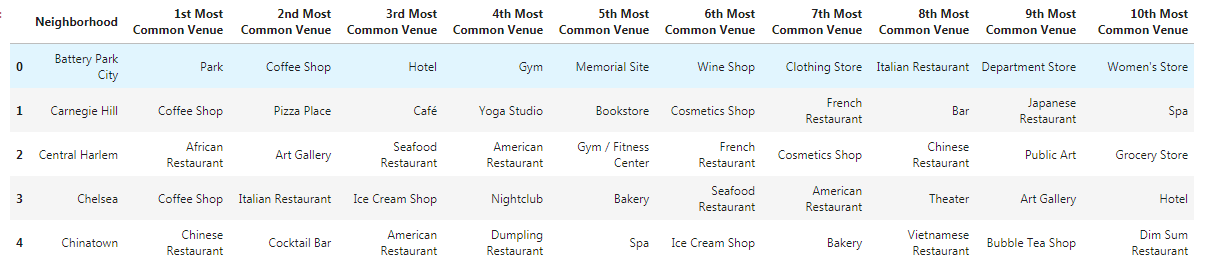 Neighborhood 1st Most Common Venue 2nd Most Common Venue 3rd Most Common Venue 4th Most Common Venue 5th Most Common Venue 6th Most Common Venue 7th Most Common Venue 8th Most Common Venue 9th Most Common Venue 10th Most Common Venue
0 Battery Park City Park Coffee Shop Hotel Gym Memorial Site Wine Shop Clothing Store Italian Restaurant Department Store Women's Store
1 Carnegie Hill Coffee Shop Pizza Place Café Yoga Studio Bookstore Cosmetics Shop French Restaurant Bar Japanese Restaurant Spa
2 Central Harlem African Restaurant Art Gallery Seafood Restaurant American Restaurant Gym / Fitness Center French Restaurant Cosmetics Shop Chinese Restaurant Public Art Grocery Store
3 Chelsea Coffee Shop Italian Restaurant Ice Cream Shop Nightclub Bakery Seafood Restaurant American Restaurant Theater Art Gallery Hotel
4 Chinatown Chinese Restaurant Cocktail Bar American Restaurant Dumpling Restaurant Spa Ice Cream Shop Bakery Vietnamese Restaurant Bubble Tea Shop Dim Sum Restaurant